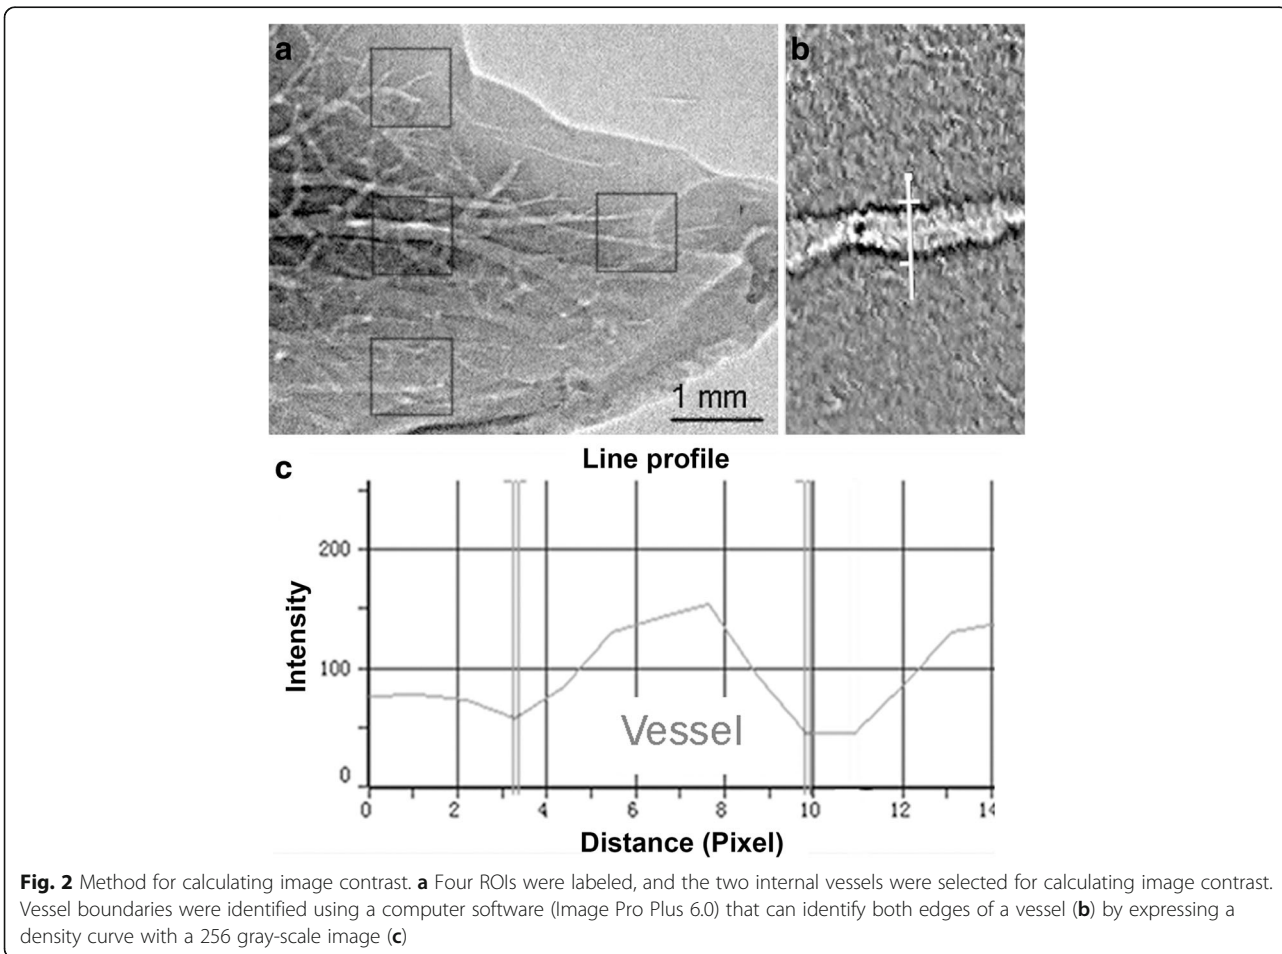 a
b
1 mm
c
Line profile
200
100
0
Intensity
Vessel
0 2 4 6 8 10 12 14
Distance (Pixel)
Fig. 2 Method for calculating image contrast. a Four ROIs were labeled, and the two internal vessels were selected for calculating image contrast.
Vessel boundaries were identified using a computer software (Image Pro Plus 6.0) that can identify both edges of a vessel (b) by expressing a
density curve with a 256 gray-scale image (c)